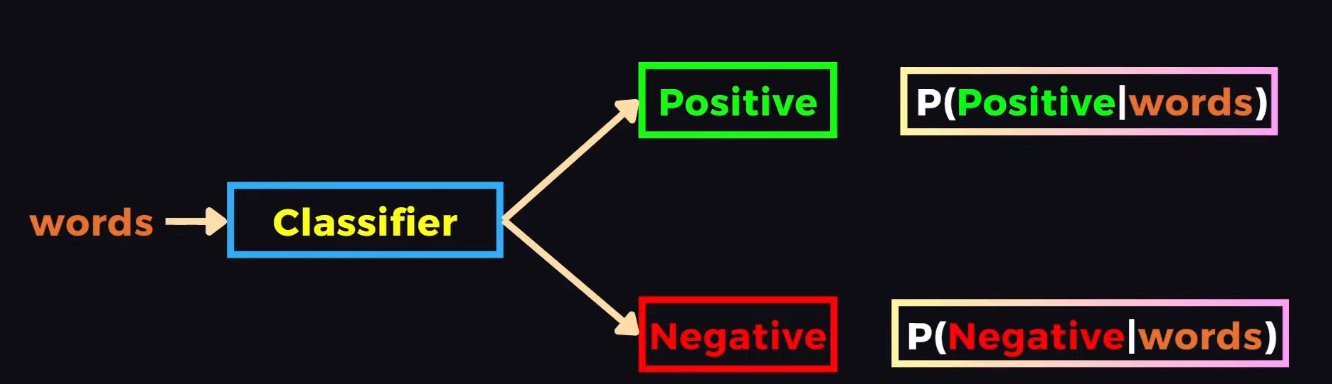 Positive
P(Positive|words)
words
Classifier
Negative
P(Negative|words)